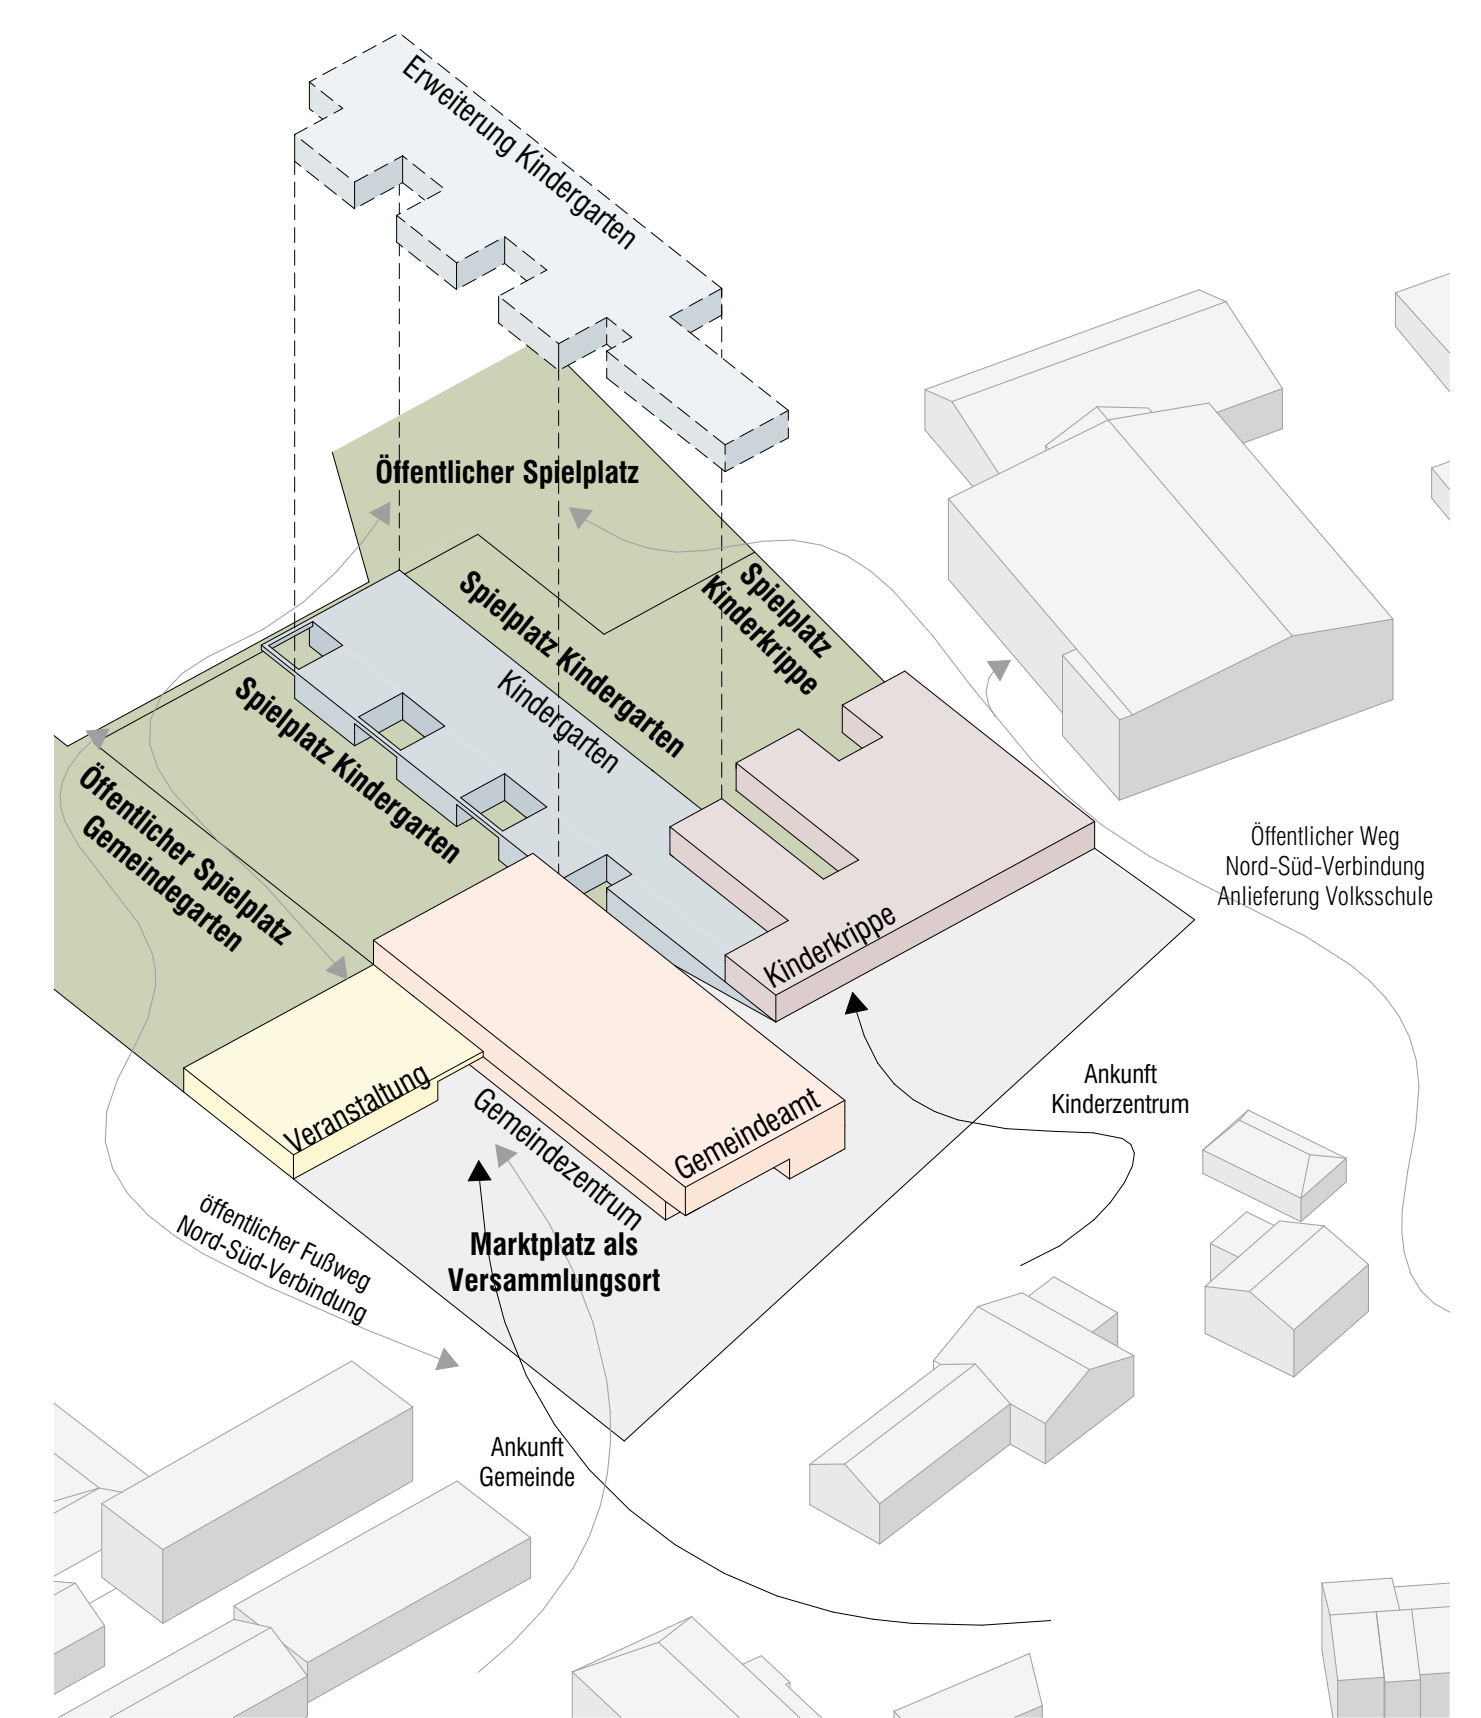 Erweiterung Kindergarten
Öffentlicher Spielplatz
Spielplatz
Kinderkrippe
Spielplatz Kindergarten
Kindergarten
Spielplatz Kindergarten
Öffentlicher Spielplatz
Gemeindegarten
Öffentlicher Weg
Nord-Süd-Verbindung
Anlieferung Volksschule
Kinderkrippe
Ankunft
Kinderzentrum
Veranstaltung
Gemeindezentrum
Gemeindeamt
öffentlicher Fußweg
Nord-Süd-Verbindung
Marktplatz als
Versammlungsort
Ankunft
Gemeinde